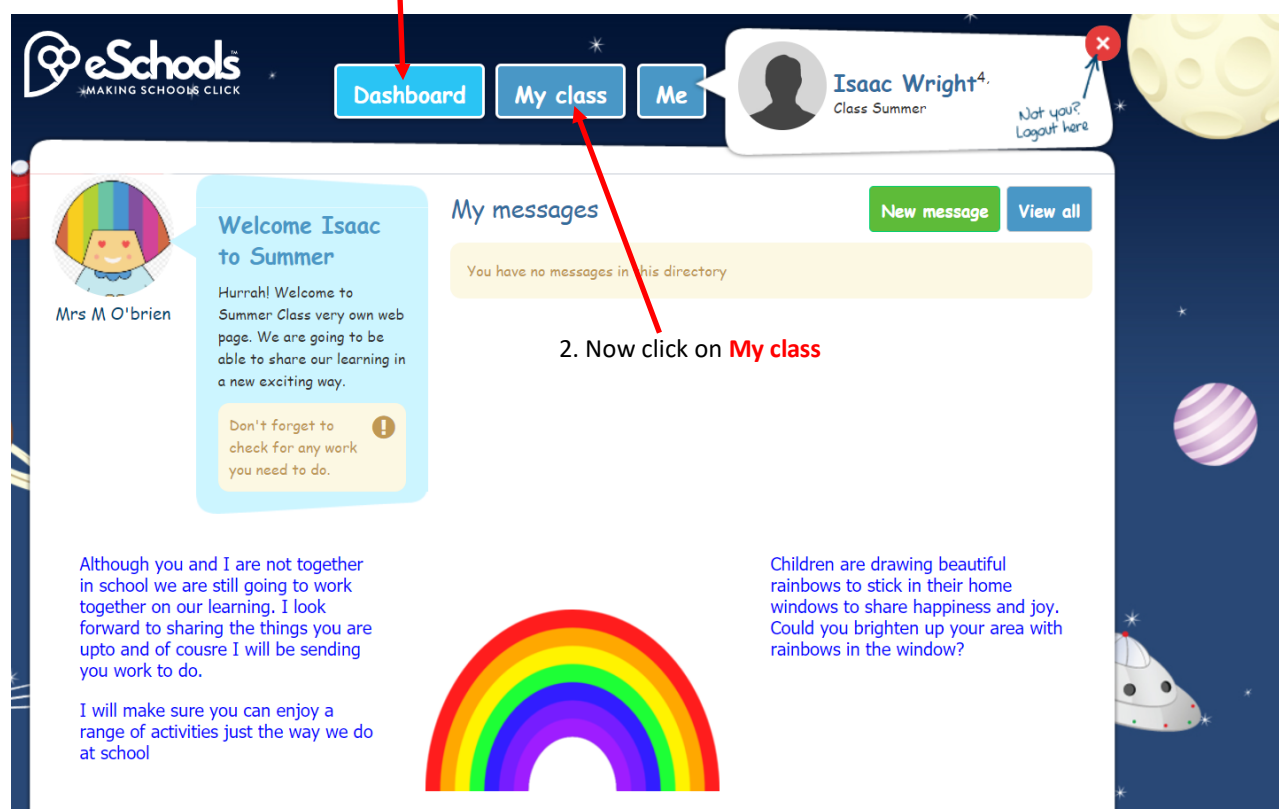 eSchools™
MAKING SCHOOLS CLICK
Dashboard
My class
Me
Isaac Wright4,
Class Summer
Not you?
Logout here
Mrs M O'brien
Welcome Isaac
to Summer
Hurrah! Welcome to
Summer Class very own web
page. We are going to be
able to share our learning in
a new exciting way.
Don't forget to
check for any work
you need to do.
My messages
New message
View all
You have no messages in this directory
2. Now click on My class
Although you and I are not together
in school we are still going to work
together on our learning. I look
forward to sharing the things you are
upto and of cousre I will be sending
you work to do.
I will make sure you can enjoy a
range of activities just the way we do
at school
Children are drawing beautiful
rainbows to stick in their home
windows to share happiness and joy.
Could you brighten up your area with
rainbows in the window?